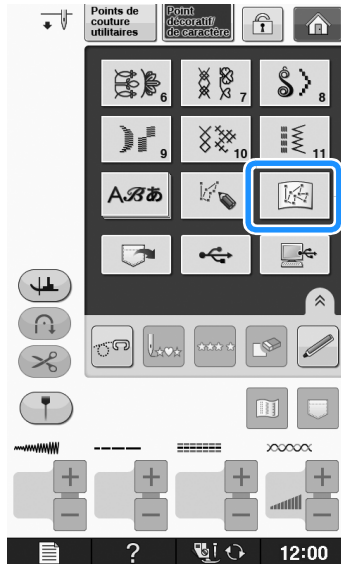 Points de
couture
utilitaires
Point
décoratif/
de caractère
6
7
8
9
10
11
Aℬあ
?
12:00